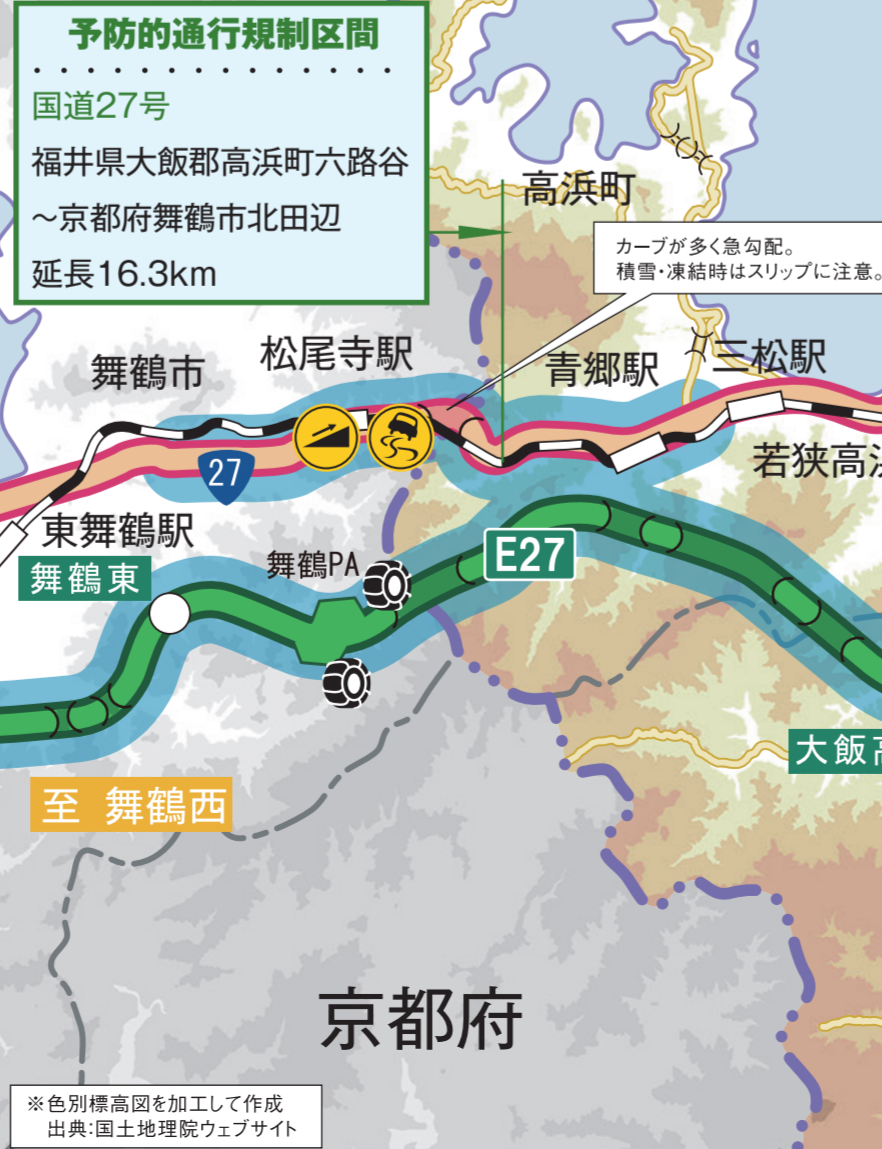 予防的通行規制区間
国道27号
福井県大飯郡高浜町六路谷
～京都府舞鶴市北田辺
延長16.3km
高浜町
カーブが多く急勾配。
積雪・凍結時はスリップに注意。
舞鶴市
松尾寺駅
青郷駅
三松駅
27
若狭高浜
東舞鶴駅
舞鶴東
舞鶴PA
E27
大飯高
至 舞鶴西
京都府
※色別標高図を加工して作成
出典:国土地理院ウェブサイト